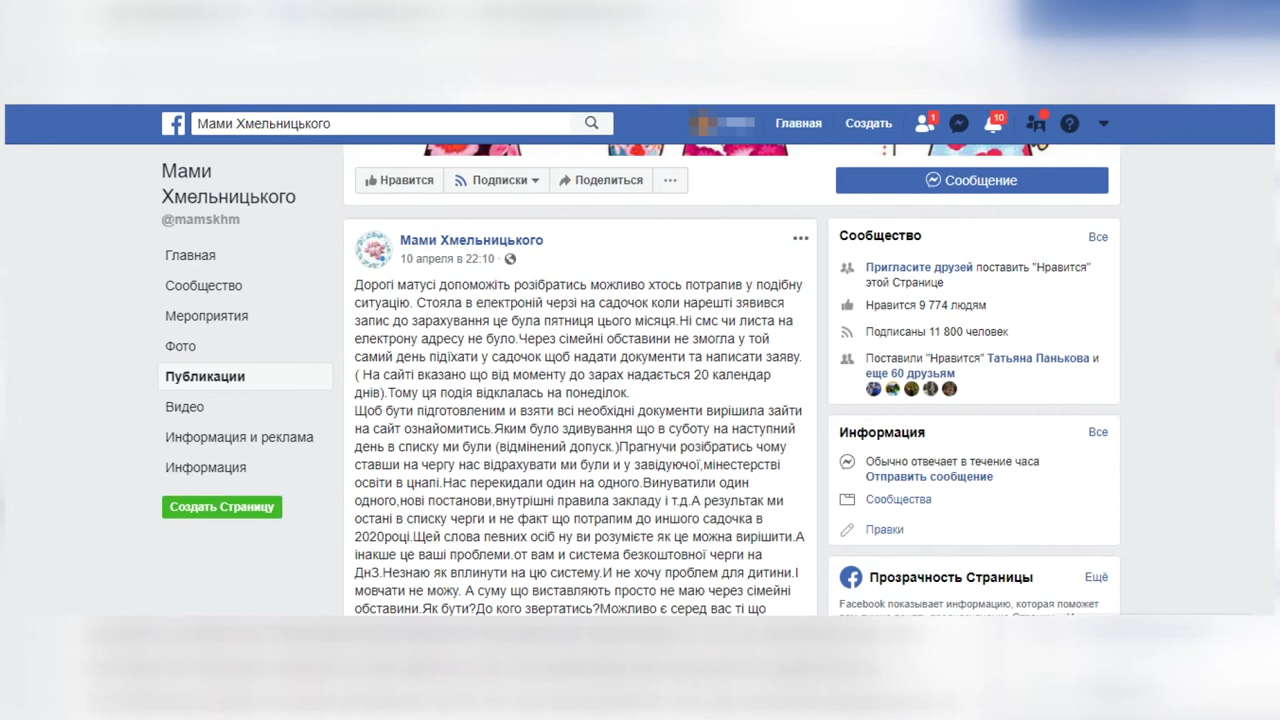 Мами Хмельницького
Главная
Создать
1
10
Мами
Хмельницького
@mamskhm
Главная
Сообщество
Мероприятия
Фото
Публикации
Видео
Информация и реклама
Информация
Создать Страницу
Нравится
Подписки
Поделиться
Сообщение
Мами Хмельницького
10 апреля в 22:10
Дорогі матусі допоможіть розібратись можливо хтось потрапив у подібну
ситуацію. Стояла в електроній черзі на садочок коли нарешті зявився
запис до зарахування це була пятниця цього місяця.Ні смс чи листа на
електрону адресу не було.Через сімейні обставини не змогла у той
самий день підїхати у садочок щоб надати документи та написати заяву.
( На сайті вказано що від моменту до зарах надається 20 календар
днів).Тому ця подія відклалась на понеділок.
Щоб бути підготовленим и взяти всі необхідні документи вирішила зайти
на сайт ознайомитись.Яким було здивування що в суботу на наступний
день в списку ми були (відмінений допуск.)Прагнучи розібратись чому
ставши на чергу нас відрахувати ми були и у завідуючої,мінестерстві
освіти в цнапі.Нас перекидали один на одного.Винуватили один
одного,нові постанови,внутрішні правила закладу і т.д.А результак ми
остані в списку черги и не факт що потрапим до иншого садочка в
2020році.Щей слова певних осіб ну ви розумієте як це можна вирішити.А
інакше це ваші проблеми.от вам и система безкоштовної черги на
ДнЗ.Незнаю як вплинути на цю систему.И не хочу проблем для дитини.І
мовчати не можу. А суму що виставляють просто не маю через сімейні
обставини.Як бути?До кого звертатись?Можливо є серед вас ті що
Сообщество
Все
Пригласите друзей поставить "Нравится"
этой Странице
Нравится 9 774 людям
Подписаны 11 800 человек
Поставили "Нравится" Татьяна Панькова и
еще 60 друзьям
Информация
Все
Обычно отвечает в течение часа
Отправить сообщение
Сообщества
Правки
Прозрачность Страницы
Ещё
Facebook показывает информацию, которая поможет